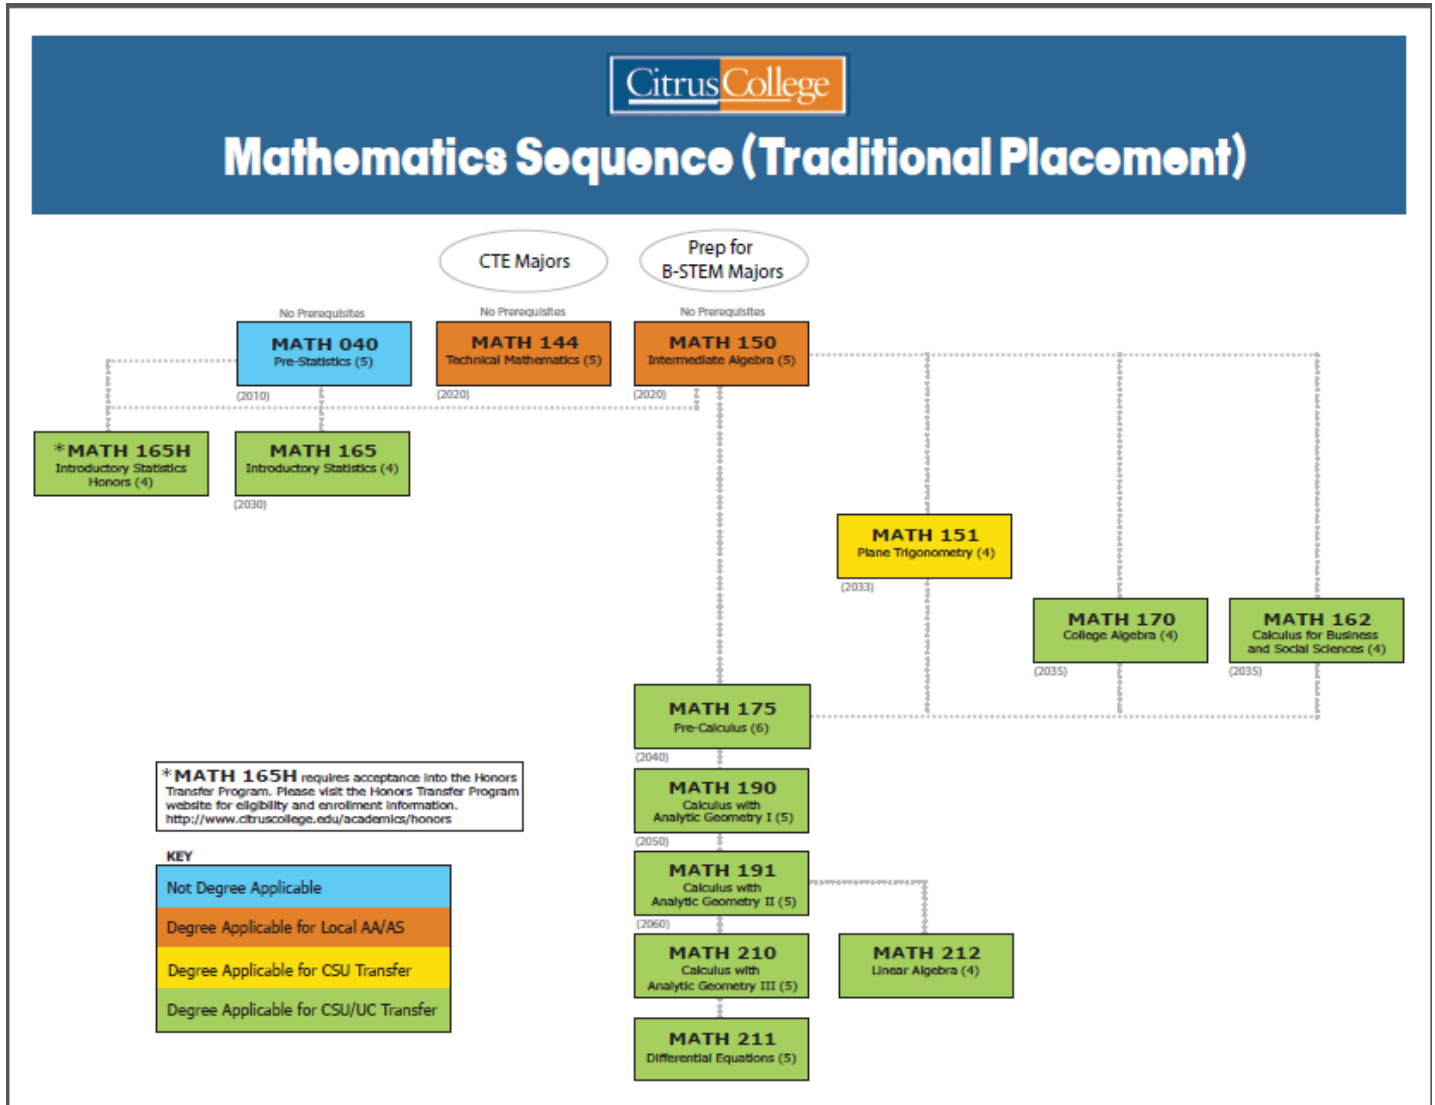 Citrus College
Mathematics Sequence (Traditional Placement)
CTE Majors
Prep for
B-STEM Majors
No Prerequisites
MATH 040
Pre-Statistics (5)
(2010)
No Prerequisites
MATH 144
Technical Mathematics (5)
(2020)
No Prerequisites
MATH 150
Intermediate Algebra (5)
(2020)
*MATH 165H
Introductory Statistics
Honors (4)
MATH 165
Introductory Statistics (4)
(2030)
MATH 151
Plane Trigonometry (4)
(2033)
MATH 170
College Algebra (4)
(2035)
MATH 162
Calculus for Business
and Social Sciences (4)
(2035)
MATH 175
Pre-Calculus (6)
(2040)
MATH 190
Calculus with
Analytic Geometry I (5)
(2050)
MATH 191
Calculus with
Analytic Geometry II (5)
(2060)
MATH 210
Calculus with
Analytic Geometry III (5)
MATH 212
Linear Algebra (4)
MATH 211
Differential Equations (5)
*MATH 165H requires acceptance into the Honors
Transfer Program. Please visit the Honors Transfer Program
website for eligibility and enrollment information.
http://www.citruscollege.edu/academics/honors
KEY
Not Degree Applicable
Degree Applicable for Local AA/AS
Degree Applicable for CSU Transfer
Degree Applicable for CSU/UC Transfer